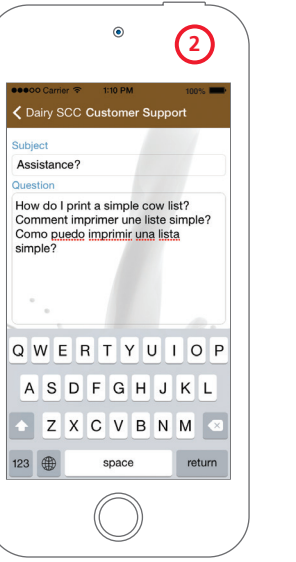 2
Carrier 1:10 PM 100%
Dairy SCC Customer Support
Subject
Assistance?
Question
How do I print a simple cow list?
Comment imprimer une liste simple?
Como puedo imprimir una lista
simple?
Q W E R T Y U I O P
A S D F G H J K L
Z X C V B N M
123 space return